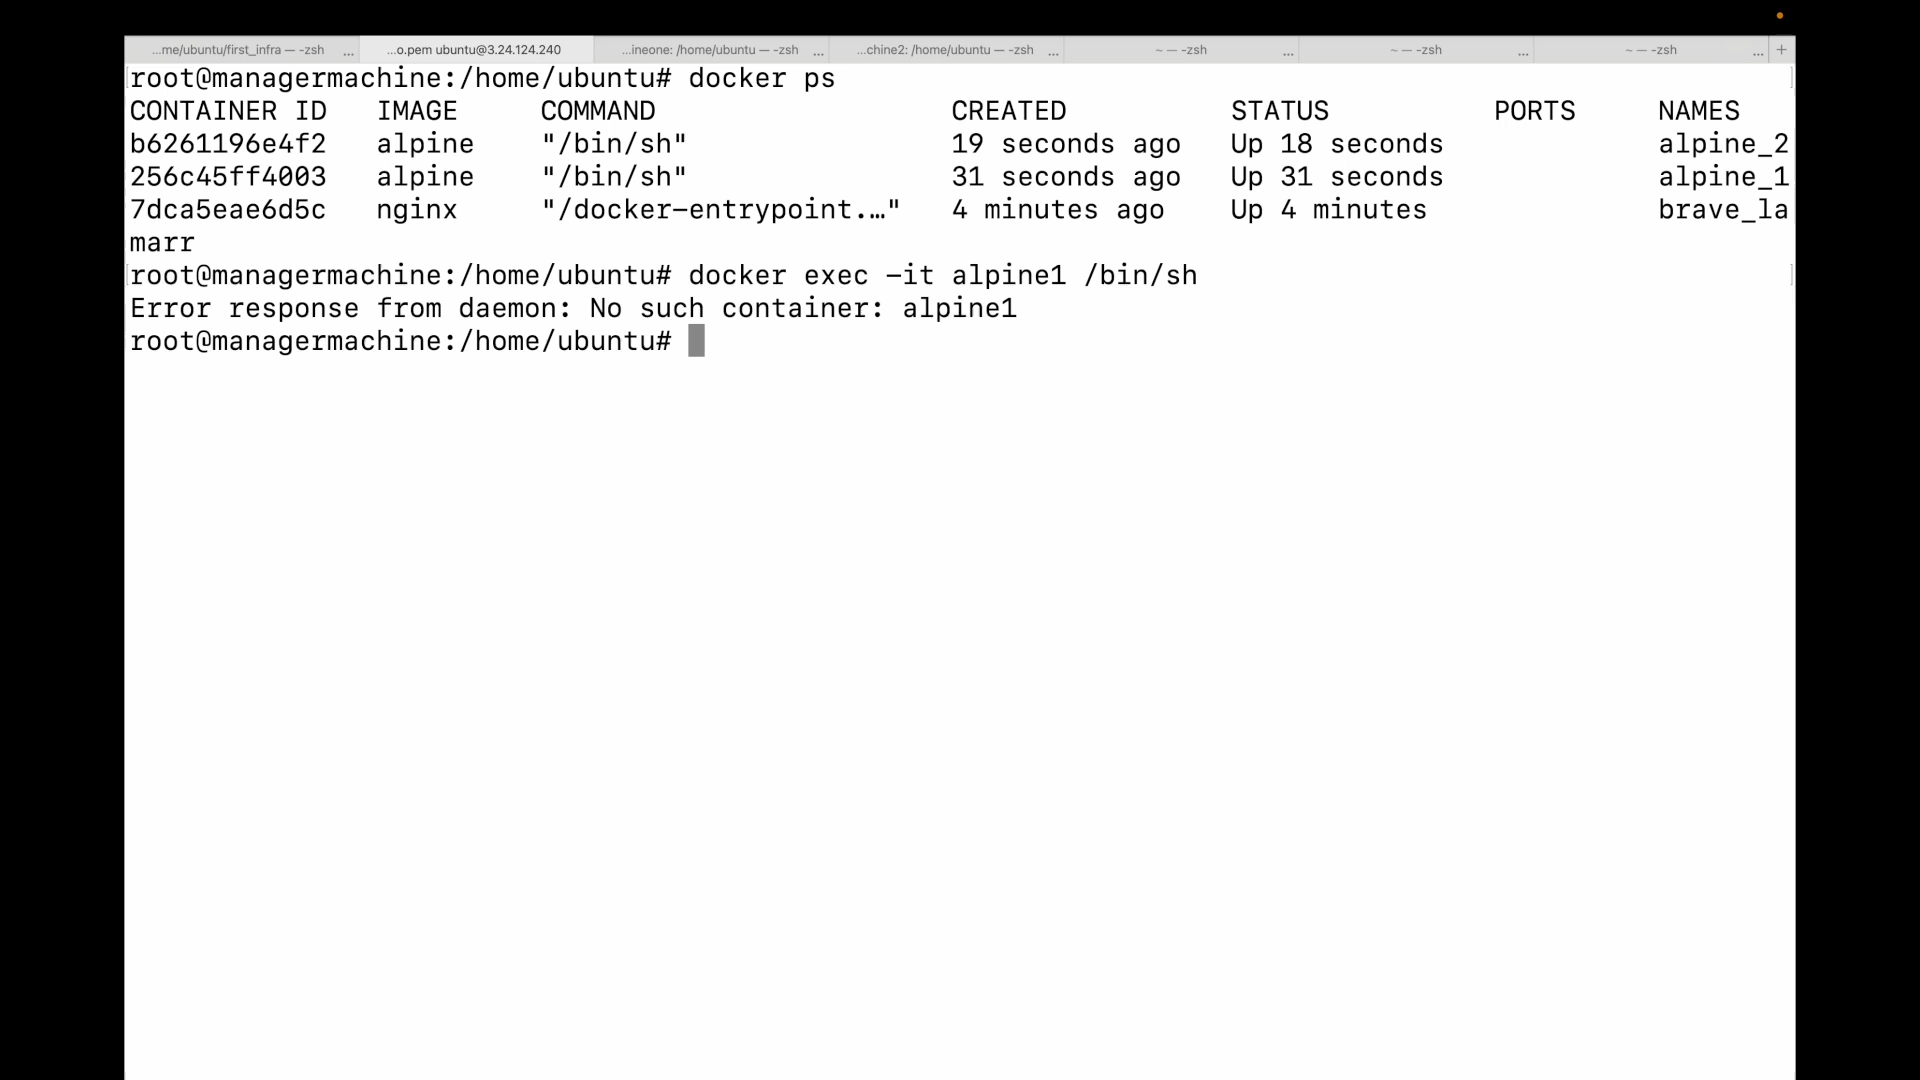 ...me/ubuntu/first_infra — -zsh ... ...o.pem ubuntu@3.24.124.240 ...ineone: /home/ubuntu — -zsh ... ...chine2: /home/ubuntu — -zsh ... ~ — -zsh ... ~ — -zsh ... ~ — -zsh ... +
root@managermachine:/home/ubuntu# docker ps
CONTAINER ID IMAGE COMMAND CREATED STATUS PORTS NAMES
b6261196e4f2 alpine "/bin/sh" 19 seconds ago Up 18 seconds alpine_2
256c45ff4003 alpine "/bin/sh" 31 seconds ago Up 31 seconds alpine_1
7dca5eae6d5c nginx "/docker-entrypoint.…" 4 minutes ago Up 4 minutes brave_la
marr
root@managermachine:/home/ubuntu# docker exec -it alpine1 /bin/sh
Error response from daemon: No such container: alpine1
root@managermachine:/home/ubuntu#